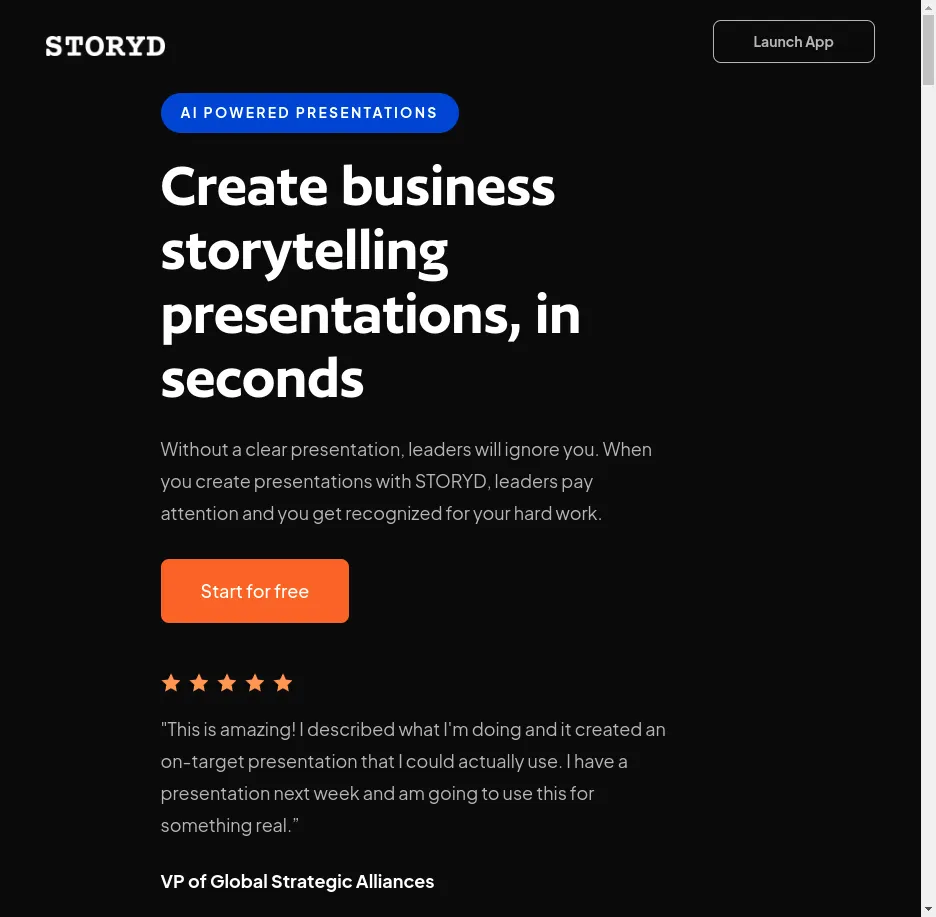 STORYD
Launch App
AI POWERED PRESENTATIONS
Create business
storytelling
presentations, in
seconds
Without a clear presentation, leaders will ignore you. When
you create presentations with STORYD, leaders pay
attention and you get recognized for your hard work.
Start for free
"This is amazing! I described what I'm doing and it created an
on-target presentation that I could actually use. I have a
presentation next week and am going to use this for
something real.”
VP of Global Strategic Alliances